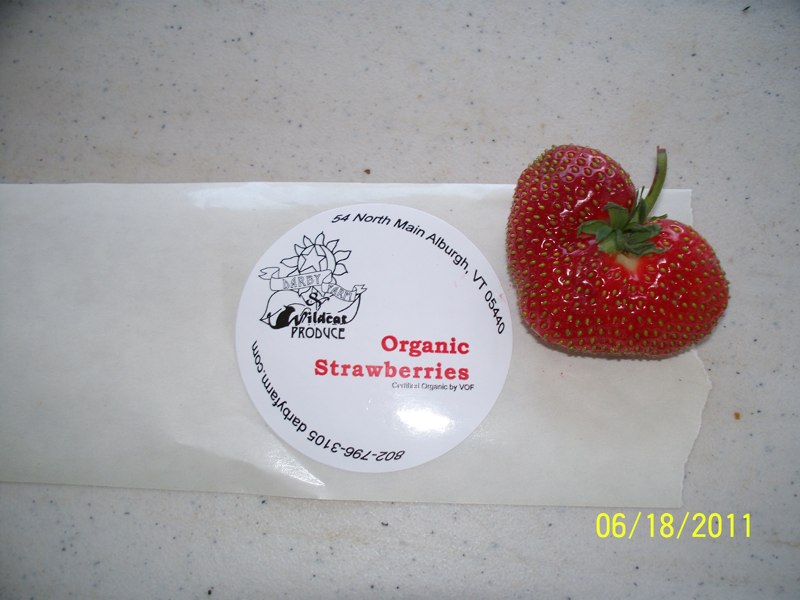 54 North Main Alburgh, VT 05440
DARBY FARM
&
Wildcat
PRODUCE
Organic
Strawberries
Certified Organic by VOF
802-796-3105 darbyfarm.com
06/18/2011